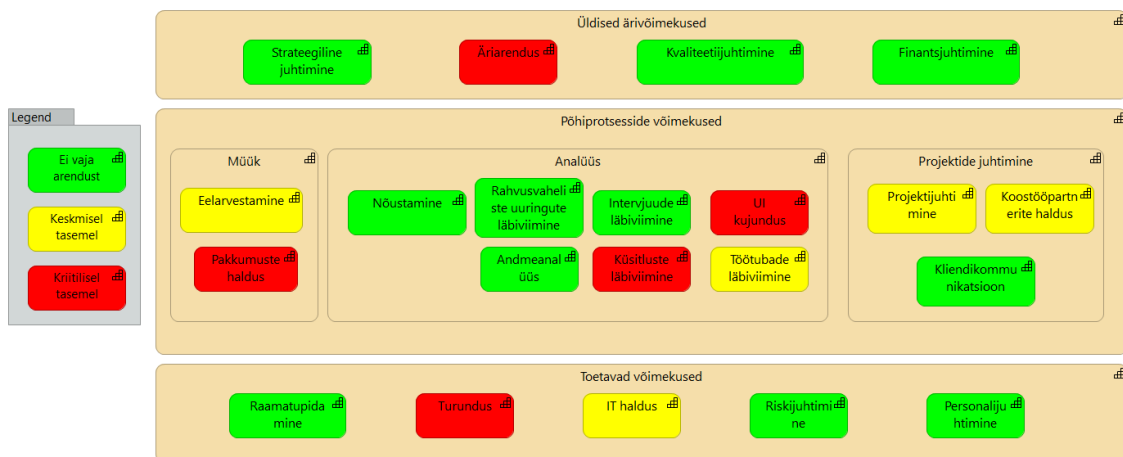 Üldised ärivõimekused
Strateegiline
juhtimine
Äriarendus
Kvaliteetiijuhtimine
Finantsjuhtimine
Legend
Ei vaja
arendust
Keskmisel
tasemel
Kriitilisel
tasemel
Põhiprotsesside võimekused
Müük
Eelarvestamine
Pakkumuste
haldus
Analüüs
Nõustamine
Rahvusvaheli
ste uuringute
läbiviimine
Intervjuude
läbiviimine
UI
kujundus
Andmeanal
üüs
Küsitluste
läbiviimine
Töötubade
läbiviimine
Projektide juhtimine
Projektijuhti
mine
Koostööpartn
erite haldus
Kliendikommu
nikatsioon
Toetavad võimekused
Raamatupida
mine
Turundus
IT haldus
Riskijuhtimi
ne
Personaliju
htimine